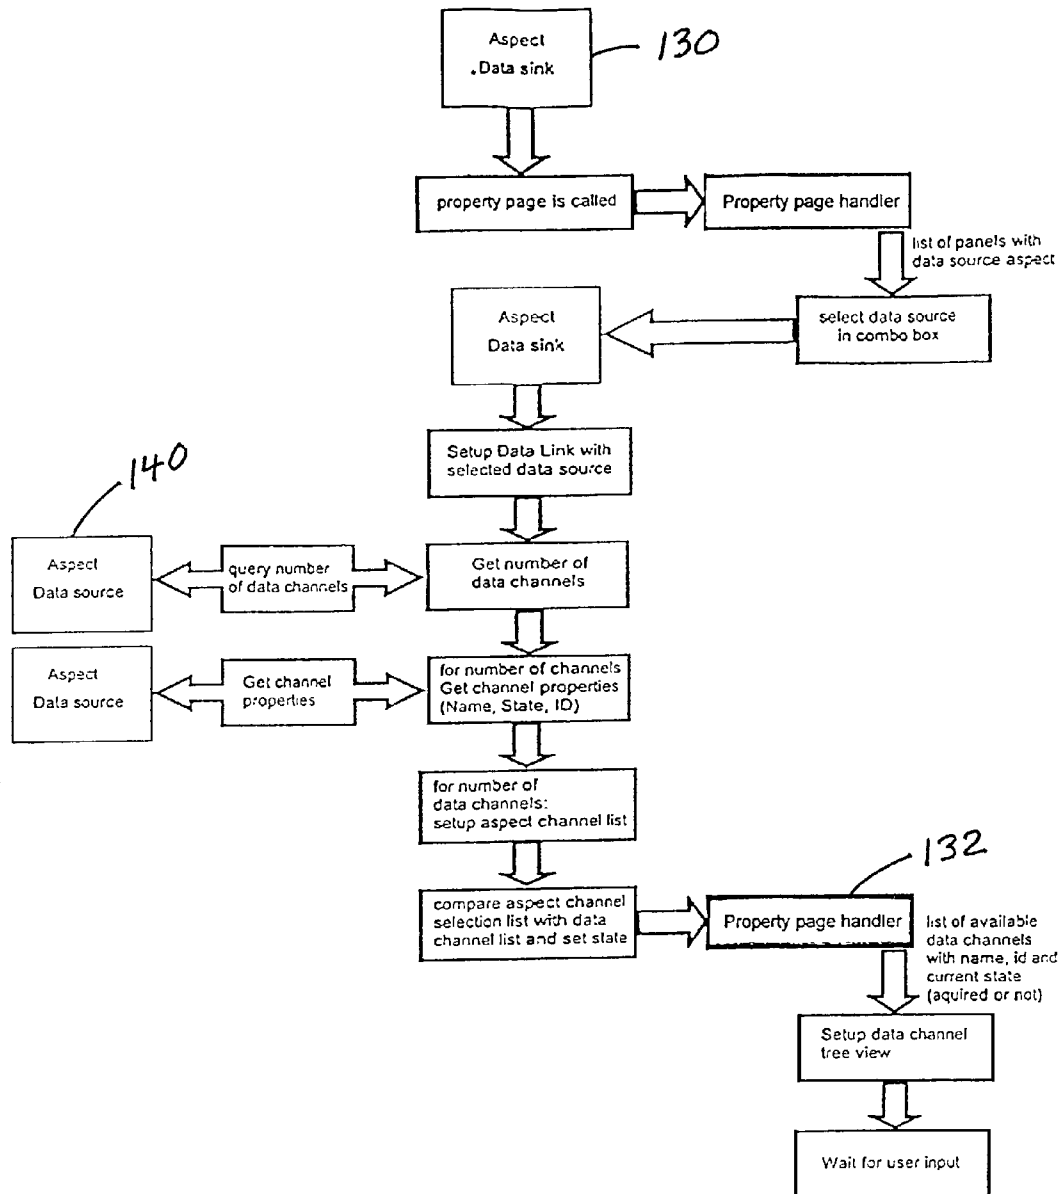 Aspect
.Data sink
130
property page is called
Property page handler
list of panels with
data source aspect
select data source
in combo box
Aspect
Data sink
Setup Data Link with
selected data source
140
Aspect
Data source
query number
of data channels
Get number of
data channels
Aspect
Data source
Get channel
properties
for number of channels
Get channel properties
(Name, State, ID)
for number of
data channels:
setup aspect channel list
132
compare aspect channel
selection list with data
channel list and set state
Property page handler
list of available
data channels
with name, id and
current state
(aquired or not)
Setup data channel
tree view
Wait for user input